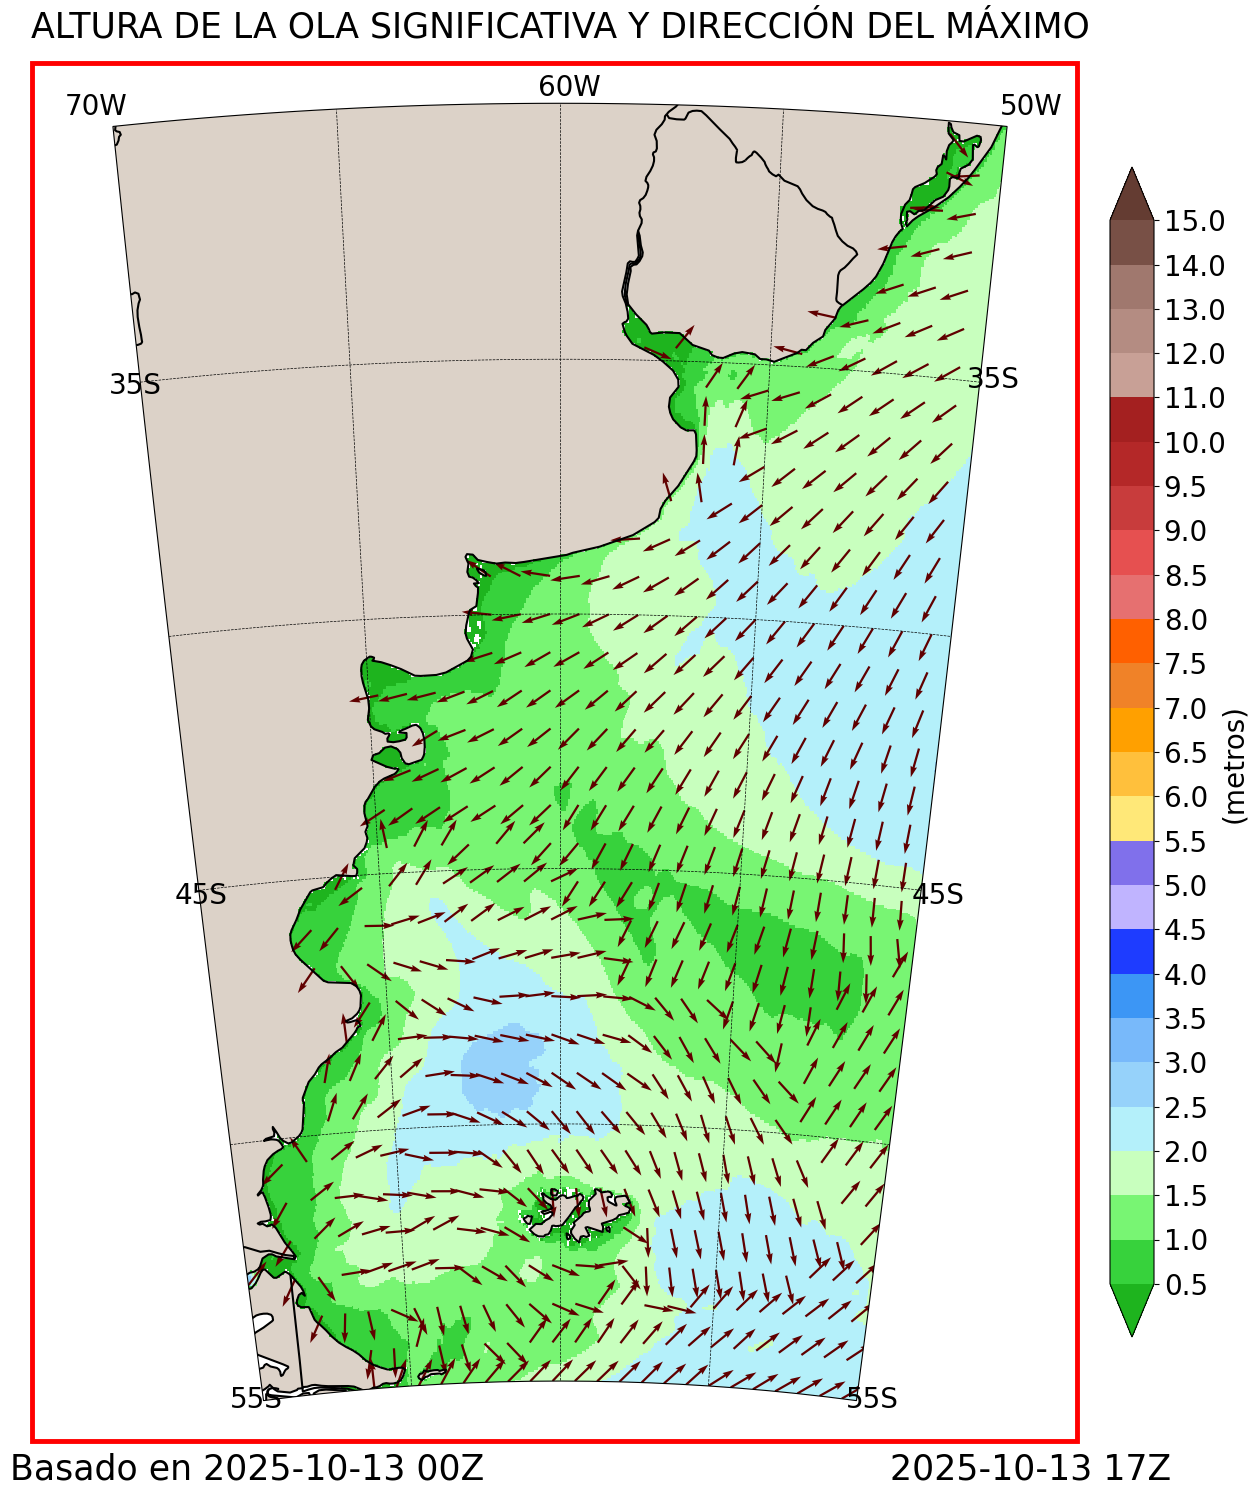 ALTURA DE LA OLA SIGNIFICATIVA Y DIRECCIÓN DEL MÁXIMO
70W
60W
50W
35S
35S
45S
45S
55S
55S
15.0
14.0
13.0
12.0
11.0
10.0
9.5
9.0
8.5
8.0
7.5
7.0
6.5
6.0
5.5
5.0
4.5
4.0
3.5
3.0
2.5
2.0
1.5
1.0
0.5
(metros)
Basado en 2025-10-13 00Z
2025-10-13 17Z